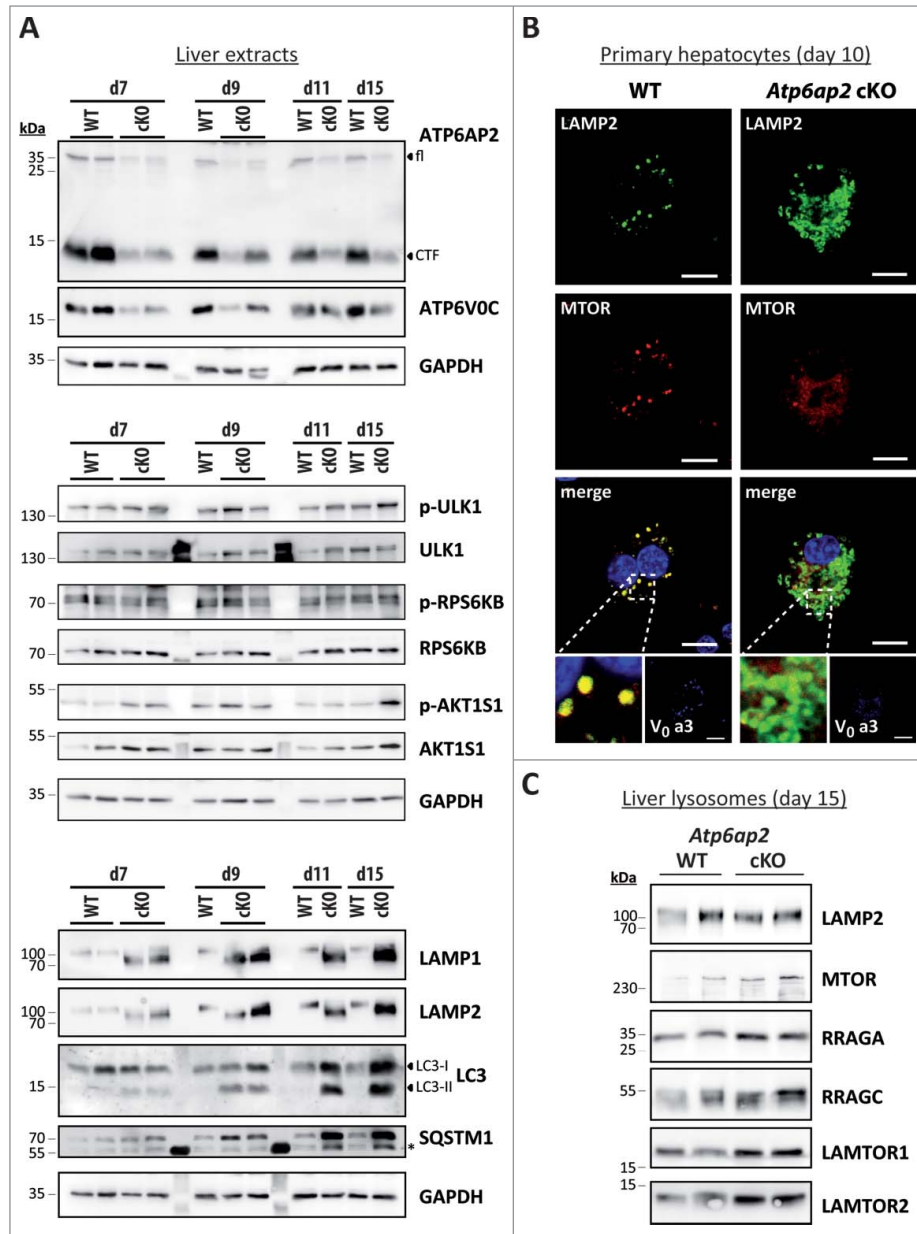 A
Liver extracts
d7 d9 d11 d15
kDa WT cKO WT cKO WT cKO WT cKO
ATP6AP2
35 fl
25
15
CTF
ATP6V0C
15
35
GAPDH
d7 d9 d11 d15
WT cKO WT cKO WT cKO WT cKO
p-ULK1
130
ULK1
130
p-RPS6KB
70
RPS6KB
70
55
p-AKT1S1
55
AKT1S1
35
GAPDH
d7 d9 d11 d15
WT cKO WT cKO WT cKO WT cKO
100 LAMP1
70
100 LAMP2
70
LC3-I LC3
15 LC3-II
70 SQSTM1
55 *
35 GAPDH
B
Primary hepatocytes (day 10)
WT Atp6ap2 cKO
LAMP2 LAMP2
MTOR MTOR
merge merge
V0 a3 V0 a3
C
Liver lysosomes (day 15)
Atp6ap2
WT cKO
kDa
100 LAMP2
70
MTOR
230
35 RRAGA
25
55 RRAGC
LAMTOR1
15
15
LAMTOR2